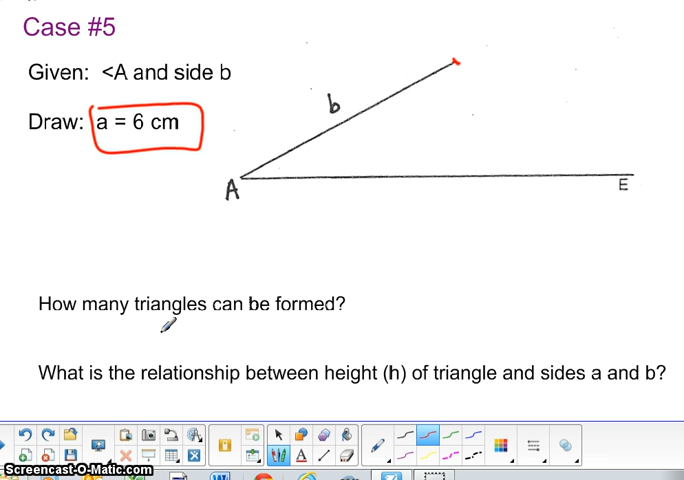 Case #5
Given: <A and side b
Draw: a = 6 cm
b
A
E
How many triangles can be formed?
What is the relationship between height (h) of triangle and sides a and b?
Screencast-O-Matic.com